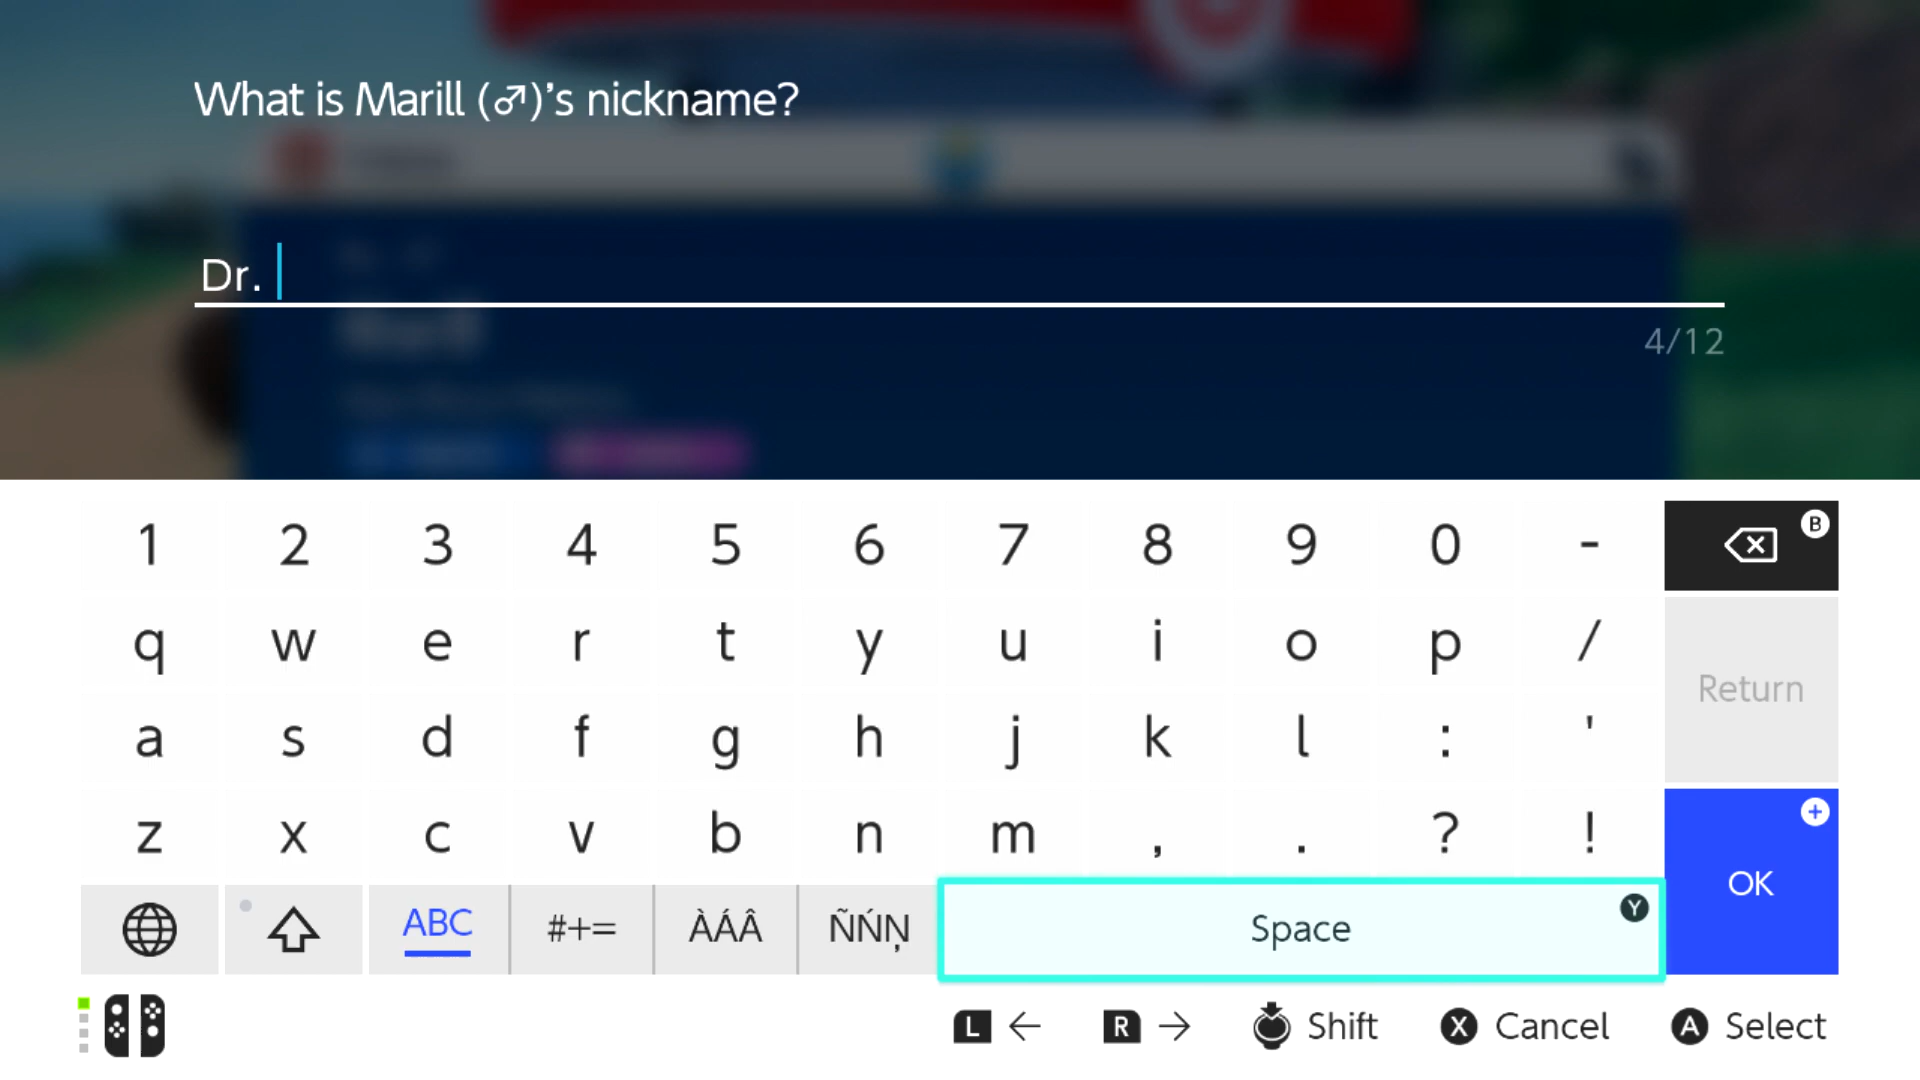 What is Marill (♂)’s nickname?
Dr.
4/12
1 2 3 4 5 6 7 8 9 0 -
q w e r t y u i o p /
a s d f g h j k l : '
z x c v b n m , . ? !
B
Return
+
OK
ABC #+= ÀÁÂ ÑŃŅ Space Y
L ← R → Shift X Cancel A Select